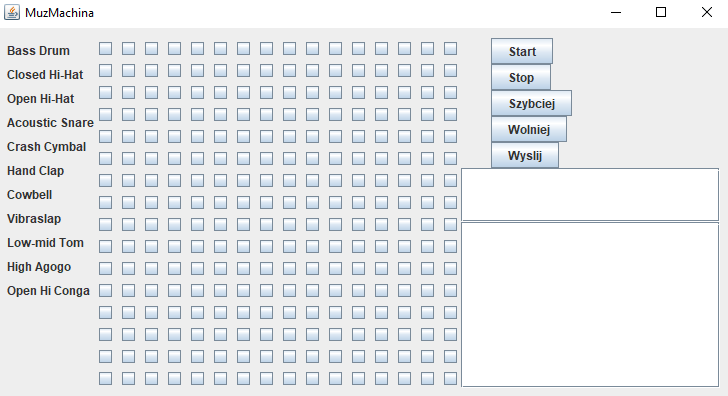 MuzMachina
Bass Drum
Closed Hi-Hat
Open Hi-Hat
Acoustic Snare
Crash Cymbal
Hand Clap
Cowbell
Vibraslap
Low-mid Tom
High Agogo
Open Hi Conga
Start
Stop
Szybciej
Wolniej
Wyslij